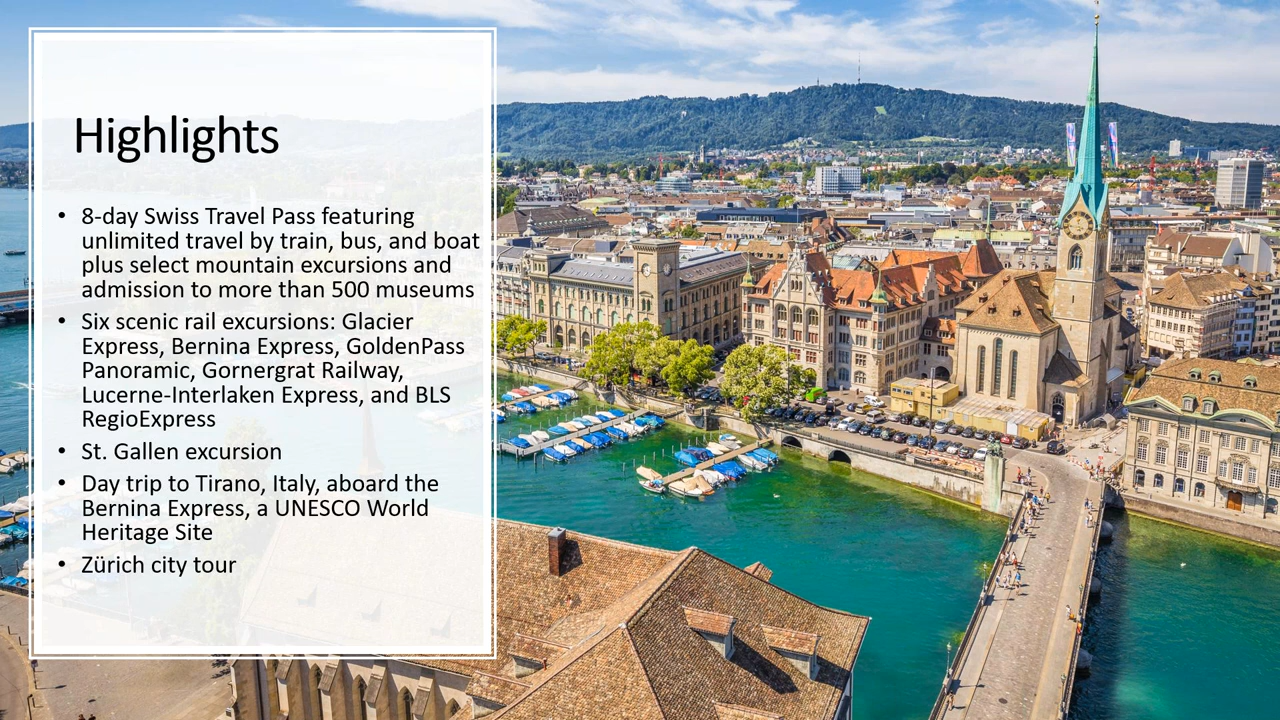 Highlights
• 8-day Swiss Travel Pass featuring
unlimited travel by train, bus, and boat
plus select mountain excursions and
admission to more than 500 museums
• Six scenic rail excursions: Glacier
Express, Bernina Express, GoldenPass
Panoramic, Gornergrat Railway,
Lucerne-Interlaken Express, and BLS
RegioExpress
• St. Gallen excursion
• Day trip to Tirano, Italy, aboard the
Bernina Express, a UNESCO World
Heritage Site
• Zürich city tour